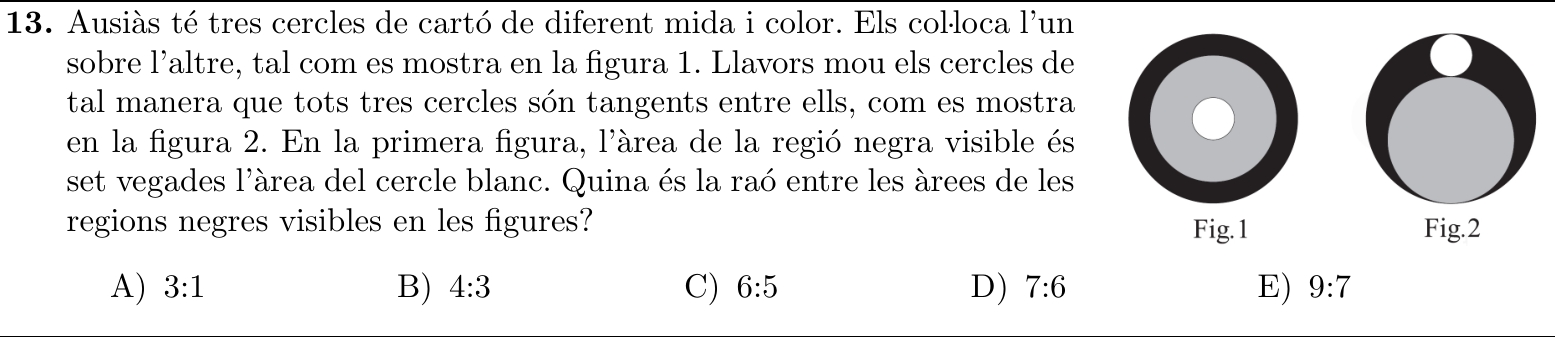 13. Ausiàs té tres cercles de cartó de diferent mida i color. Els col·loca l'un
sobre l'altre, tal com es mostra en la figura 1. Llavors mou els cercles de
tal manera que tots tres cercles són tangents entre ells, com es mostra
en la figura 2. En la primera figura, l'àrea de la regió negra visible és
set vegades l'àrea del cercle blanc. Quina és la raó entre les àrees de les
regions negres visibles en les figures?
Fig.1 Fig.2
A) 3:1 B) 4:3 C) 6:5 D) 7:6 E) 9:7